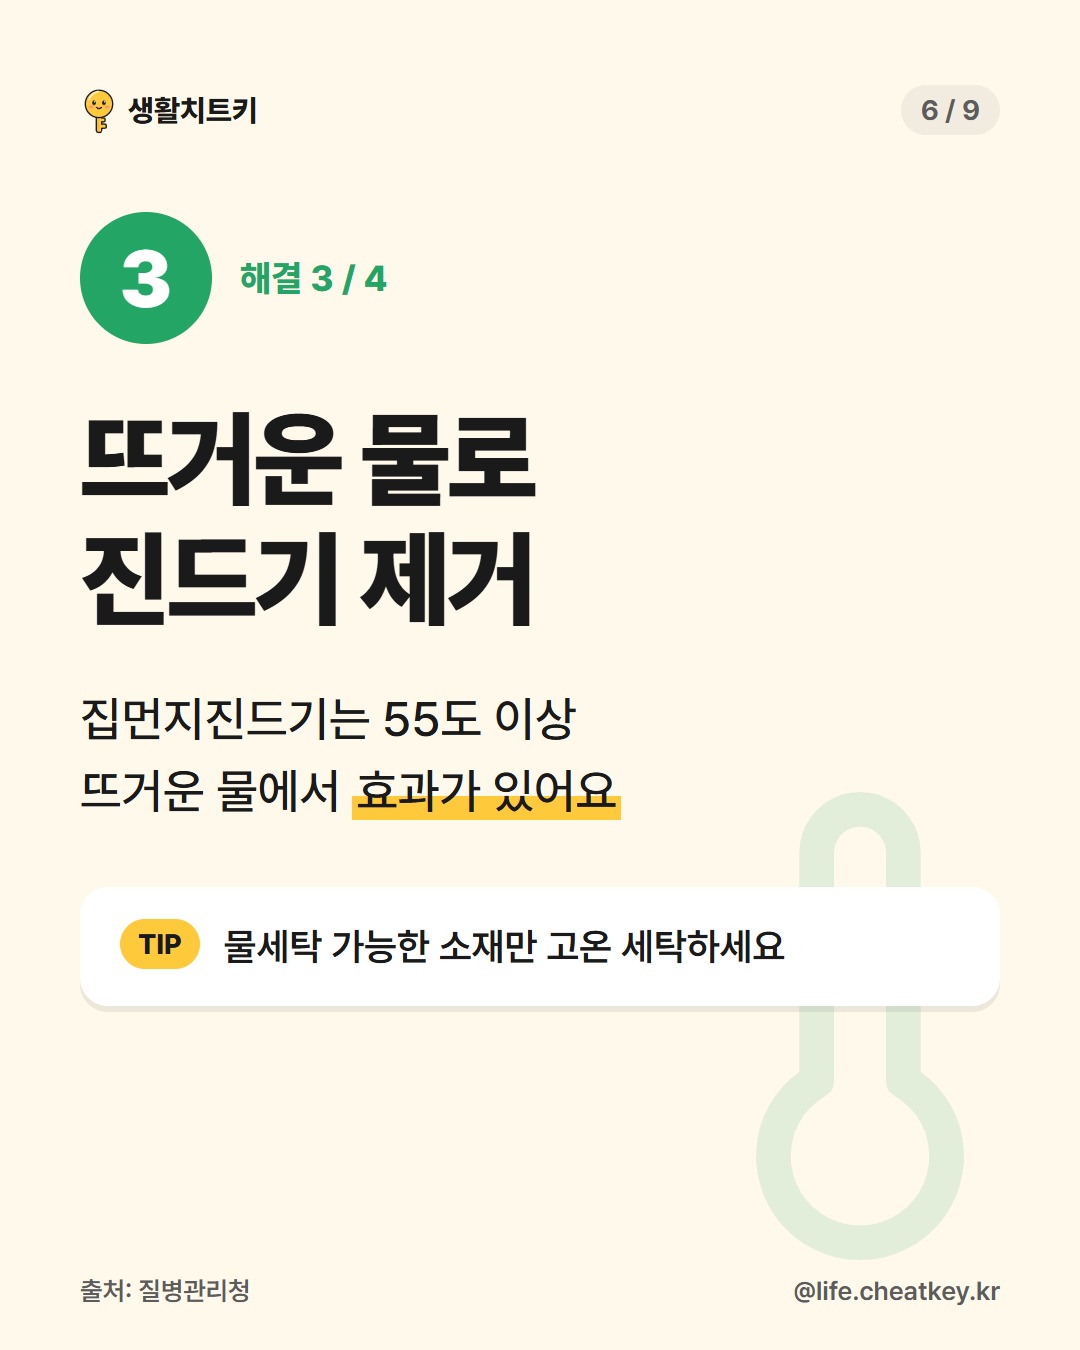 생활치트키
6 / 9
3
해결 3 / 4
뜨거운 물로
진드기 제거
집먼지진드기는 55도 이상
뜨거운 물에서 효과가 있어요
TIP 물세탁 가능한 소재만 고온 세탁하세요
출처: 질병관리청
@life.cheatkey.kr